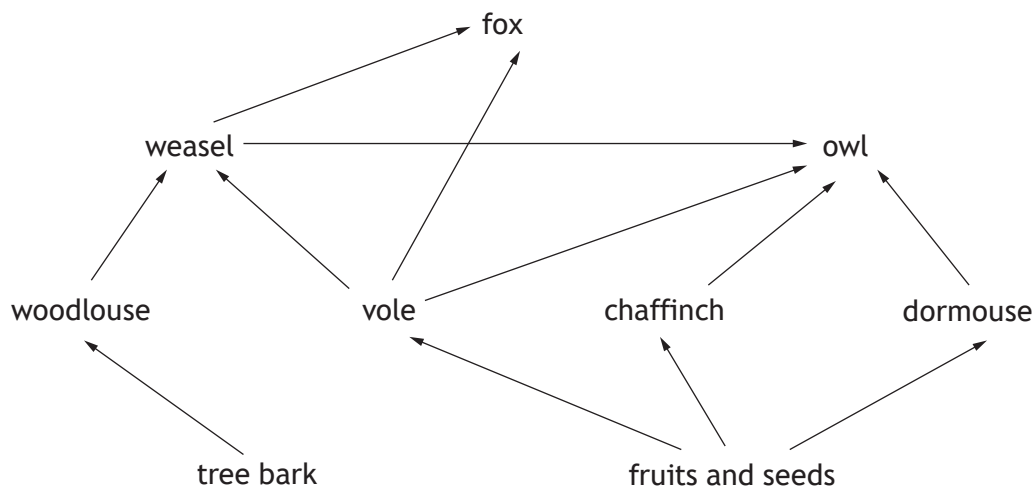 fox
weasel
owl
woodlouse
vole
chaffinch
dormouse
tree bark
fruits and seeds